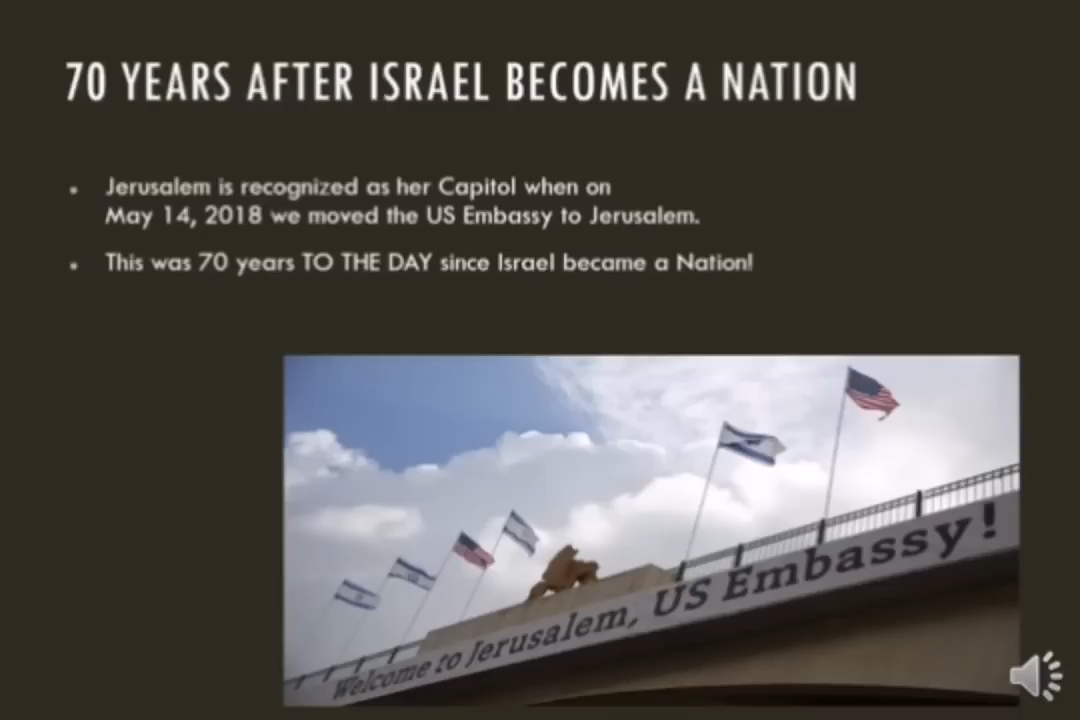 70 YEARS AFTER ISRAEL BECOMES A NATION
Jerusalem is recognized as her Capitol when on
May 14, 2018 we moved the US Embassy to Jerusalem.
This was 70 years TO THE DAY since Israel became a Nation!
Welcome to Jerusalem, US Embassy!